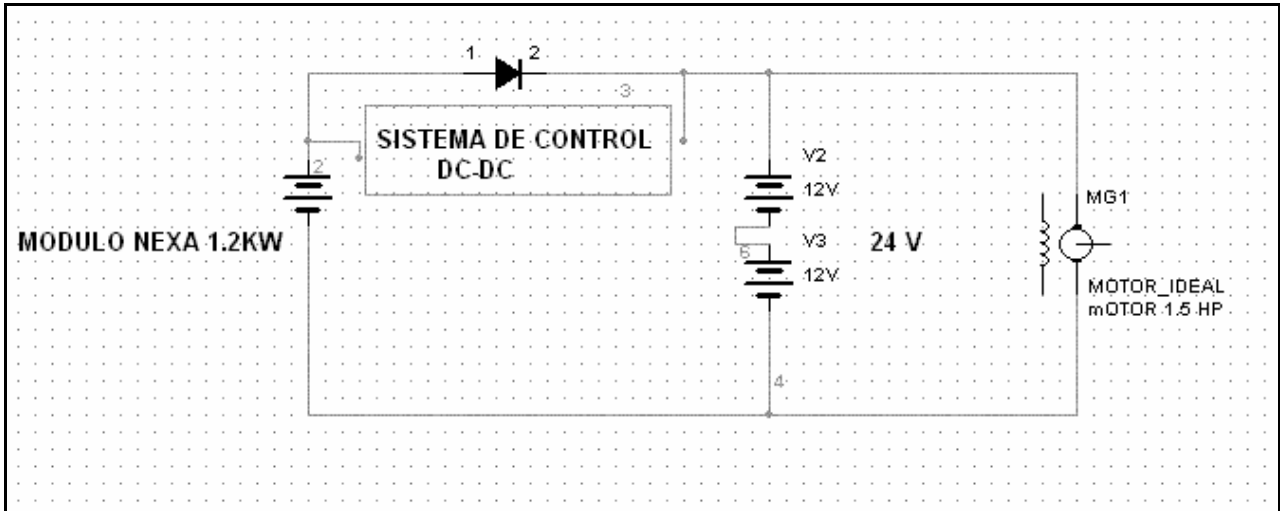 1 2
3
SISTEMA DE CONTROL
DC-DC
2
V2
12V
MODULO NEXA 1.2KW
V3
24 V
6
12V
MG1
MOTOR_IDEAL
mOTOR 1.5 HP
4